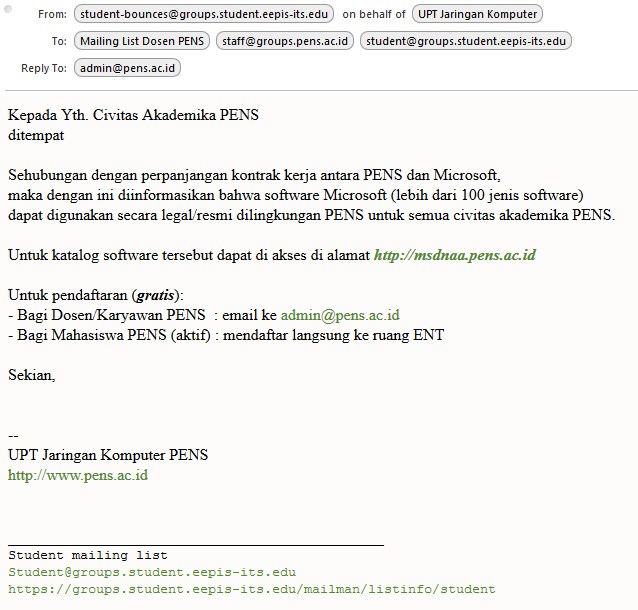 From: student-bounces@groups.student.eepis-its.edu on behalf of UPT Jaringan Komputer
To: Mailing List Dosen PENS staff@groups.pens.ac.id student@groups.student.eepis-its.edu
Reply To: admin@pens.ac.id
Kepada Yth. Civitas Akademika PENS
ditempat
Sehubungan dengan perpanjangan kontrak kerja antara PENS dan Microsoft,
maka dengan ini diinformasikan bahwa software Microsoft (lebih dari 100 jenis software)
dapat digunakan secara legal/resmi dilingkungan PENS untuk semua civitas akademika PENS.
Untuk katalog software tersebut dapat di akses di alamat http://msdnaa.pens.ac.id
Untuk pendaftaran (gratis):
- Bagi Dosen/Karyawan PENS : email ke admin@pens.ac.id
- Bagi Mahasiswa PENS (aktif) : mendaftar langsung ke ruang ENT
Sekian,
--
UPT Jaringan Komputer PENS
http://www.pens.ac.id
_______________________________________________
Student mailing list
Student@groups.student.eepis-its.edu
https://groups.student.eepis-its.edu/mailman/listinfo/student